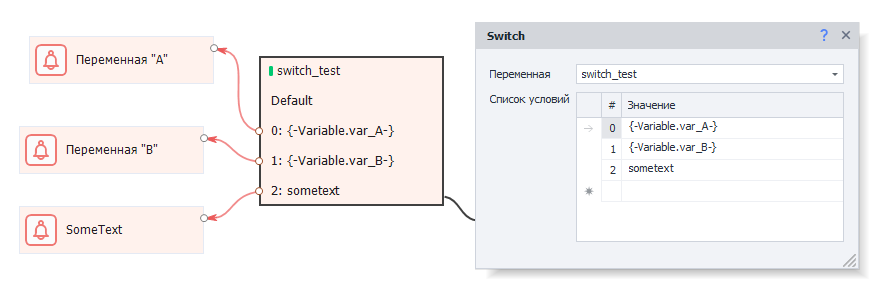 Переменная "A"
Переменная "B"
SomeText
switch_test
Default
0: {-Variable.var_A-}
1: {-Variable.var_B-}
2: sometext
Switch
?
Переменная
switch_test
Список условий
# Значение
0 {-Variable.var_A-}
1 {-Variable.var_B-}
2 sometext